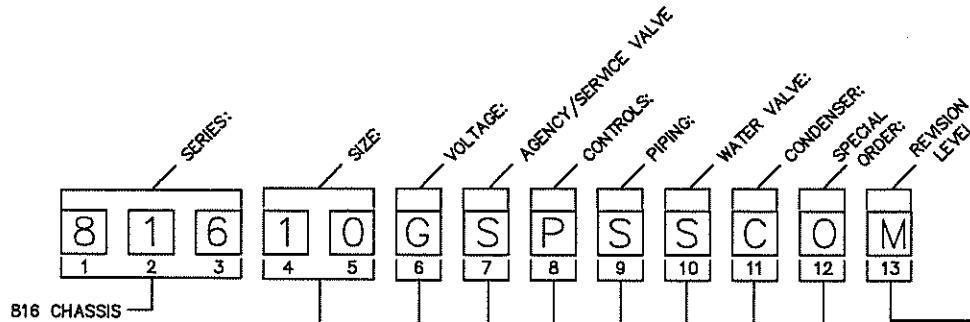 SERIES:
SIZE:
VOLTAGE:
AGENCY/SERVICE VALVE
CONTROLS:
PIPING:
WATER VALVE:
CONDENSER:
SPECIAL
ORDER:
REVISION
LEVEL
8 1 6 1 0 G S P S S C O M
1 2 3 4 5 6 7 8 9 10 11 12 13
816 CHASSIS